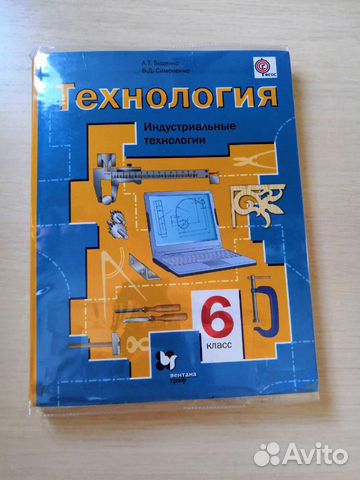 А.Т. Тищенко
В.Д. Симоненко
ФГОС
Технология
Индустриальные
технологии
6
класс
вентана
граф
Avito